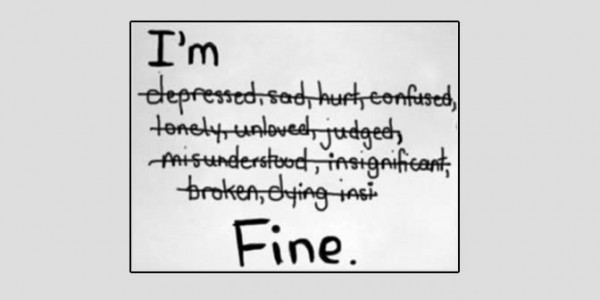 I'm
depressed, sad, hurt, confused,
lonely, unloved, judged,
misunderstood, insignificant,
broken, dying insi
Fine.